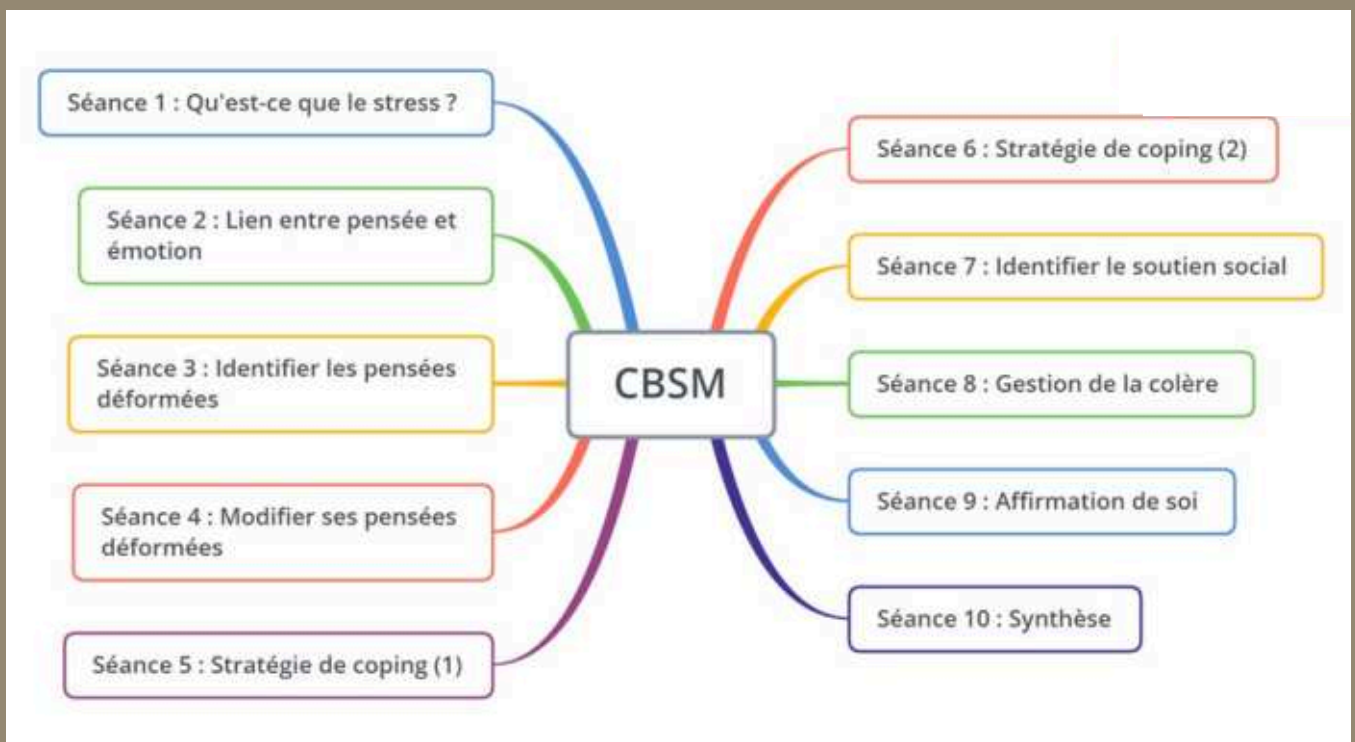 Séance 1 : Qu'est-ce que le stress ?
Séance 2 : Lien entre pensée et
émotion
Séance 3 : Identifier les pensées
déformées
Séance 4 : Modifier ses pensées
déformées
Séance 5 : Stratégie de coping (1)
CBSM
Séance 6 : Stratégie de coping (2)
Séance 7 : Identifier le soutien social
Séance 8 : Gestion de la colère
Séance 9 : Affirmation de soi
Séance 10 : Synthèse